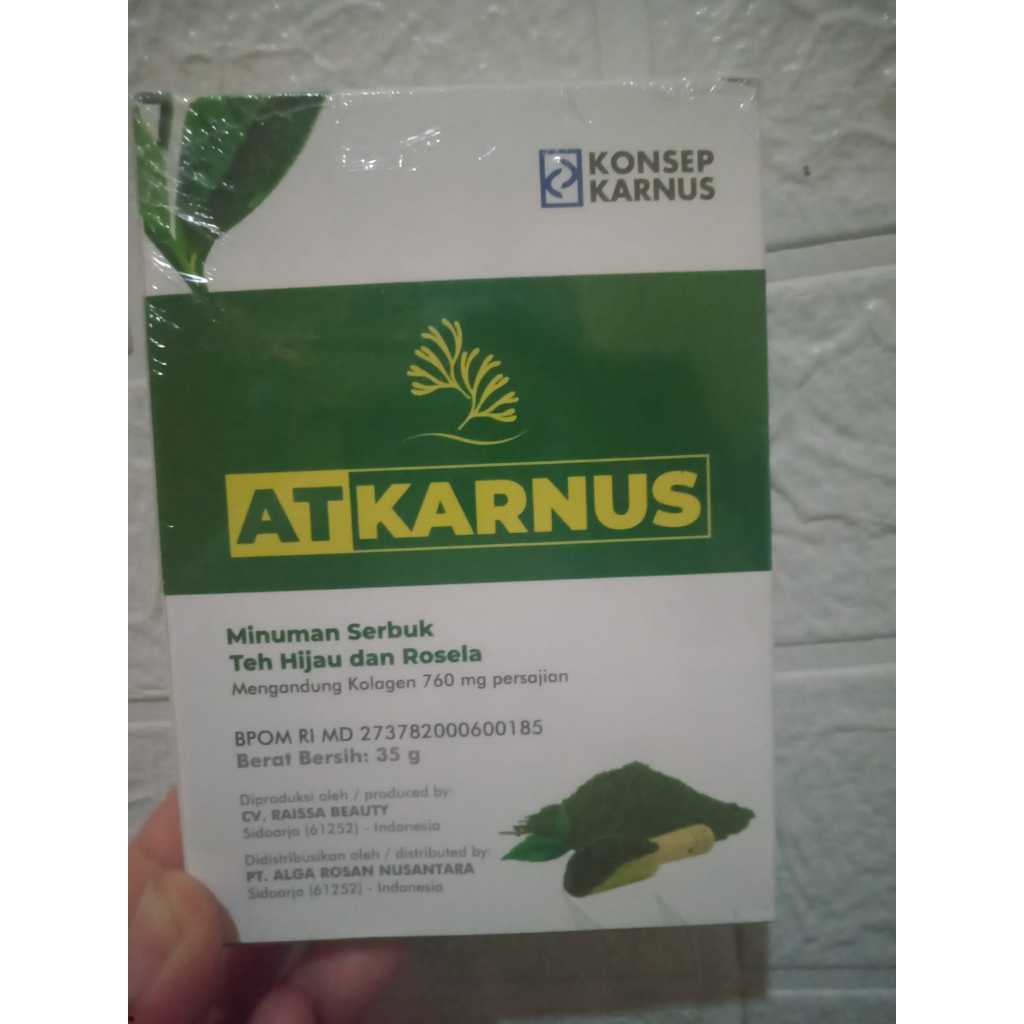 KONSEP
KARNUS
ATKARNUS
Minuman Serbuk
Teh Hijau dan Rosela
Mengandung Kolagen 760 mg persajian
BPOM RI MD 273782000600185
Berat Bersih: 35 g
Diproduksi oleh / produced by:
CV. RAISSA BEAUTY
Sidoarjo (61252) - Indonesia
Didistribusikan oleh / distributed by:
PT. ALGA ROSAN NUSANTARA
Sidoarjo (61252) - Indonesia